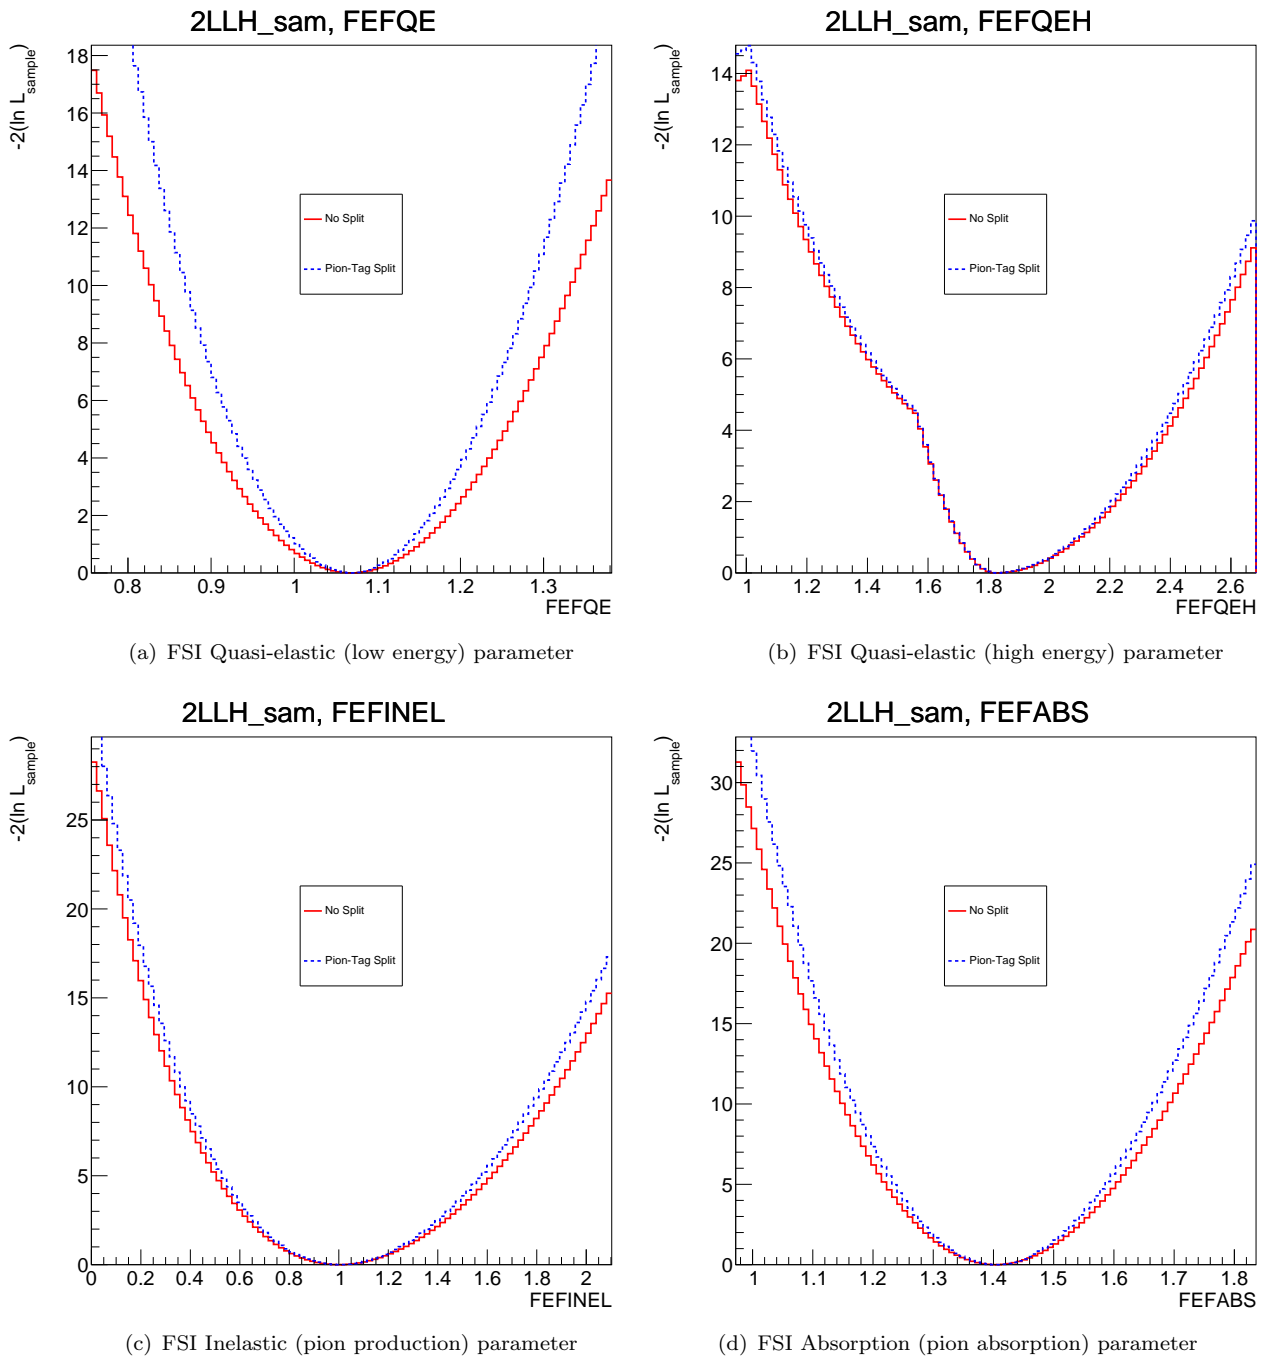 2LLH_sam, FEFQE
-2(ln L_sample)
18
16
14
12
10
8
6
4
2
0
No Split
Pion-Tag Split
0.8 0.9 1 1.1 1.2 1.3
FEFQE
(a) FSI Quasi-elastic (low energy) parameter
2LLH_sam, FEFQEH
-2(ln L_sample)
14
12
10
8
6
4
2
0
No Split
Pion-Tag Split
1 1.2 1.4 1.6 1.8 2 2.2 2.4 2.6
FEFQEH
(b) FSI Quasi-elastic (high energy) parameter
2LLH_sam, FEFINEL
-2(ln L_sample)
25
20
15
10
5
0
No Split
Pion-Tag Split
0 0.2 0.4 0.6 0.8 1 1.2 1.4 1.6 1.8 2
FEFINEL
(c) FSI Inelastic (pion production) parameter
2LLH_sam, FEFABS
-2(ln L_sample)
30
25
20
15
10
5
0
No Split
Pion-Tag Split
1 1.1 1.2 1.3 1.4 1.5 1.6 1.7 1.8
FEFABS
(d) FSI Absorption (pion absorption) parameter